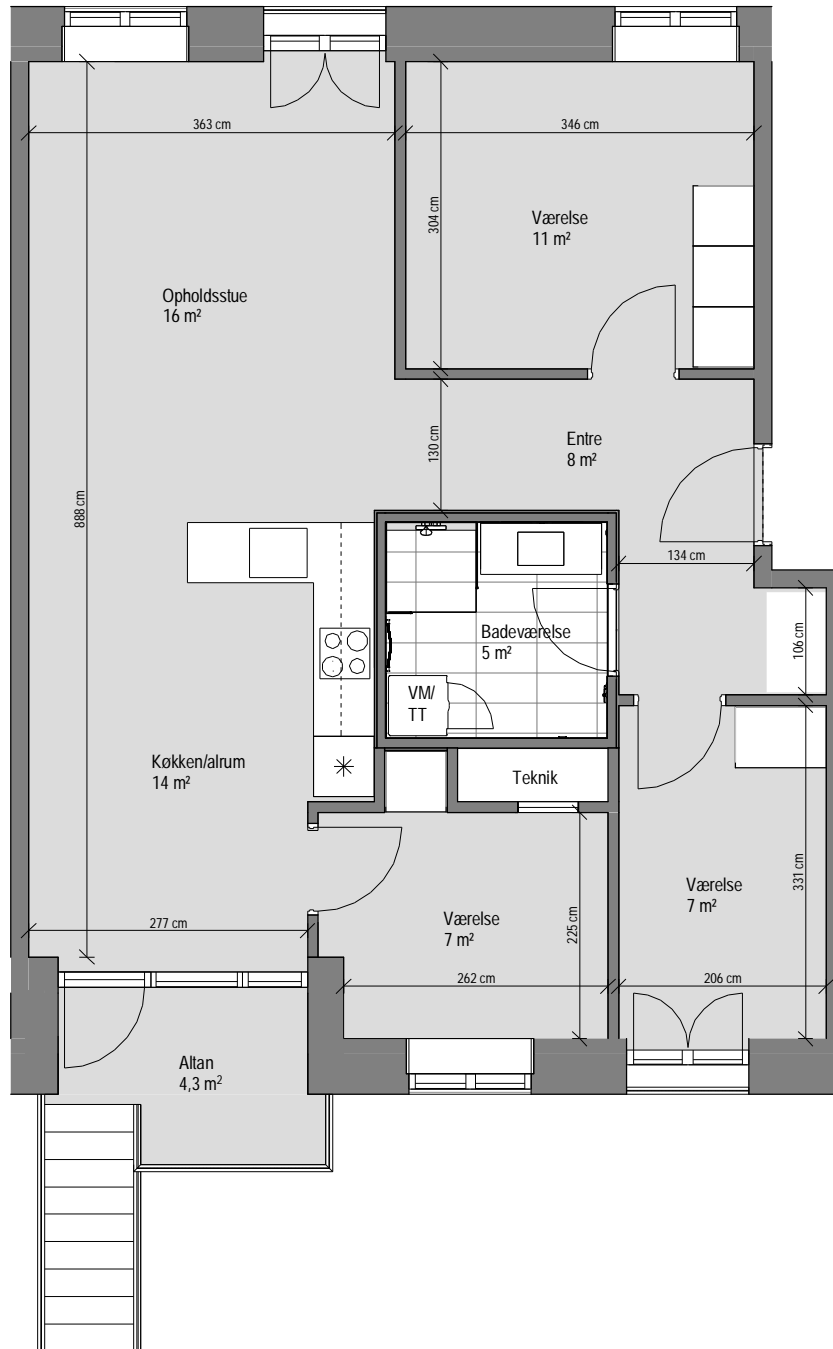 363 cm
346 cm
304 cm
Værelse
11 m²
Opholdsstue
16 m²
888 cm
130 cm
Entre
8 m²
134 cm
106 cm
Badeværelse
5 m²
VM/
TT
Køkken/alrum
14 m²
Teknik
331 cm
Værelse
7 m²
225 cm
Værelse
7 m²
277 cm
262 cm
206 cm
Altan
4,3 m²